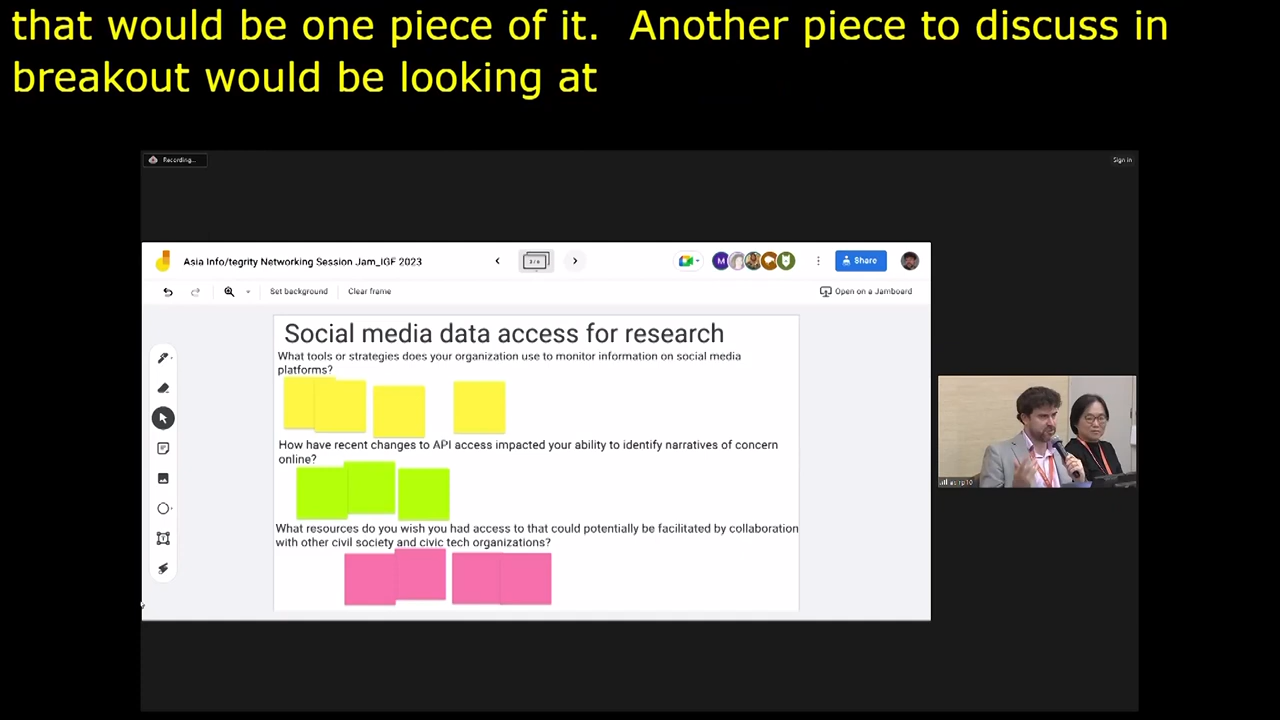 that would be one piece of it.  Another piece to discuss in
breakout would be looking at
Recording...
Sign in
Asia Info/tegrity Networking Session Jam_IGF 2023
M
Share
Set background
Clear frame
Open on a Jamboard
Social media data access for research
What tools or strategies does your organization use to monitor information on social media
platforms?
How have recent changes to API access impacted your ability to identify narratives of concern
online?
What resources do you wish you had access to that could potentially be facilitated by collaboration
with other civil society and civic tech organizations?